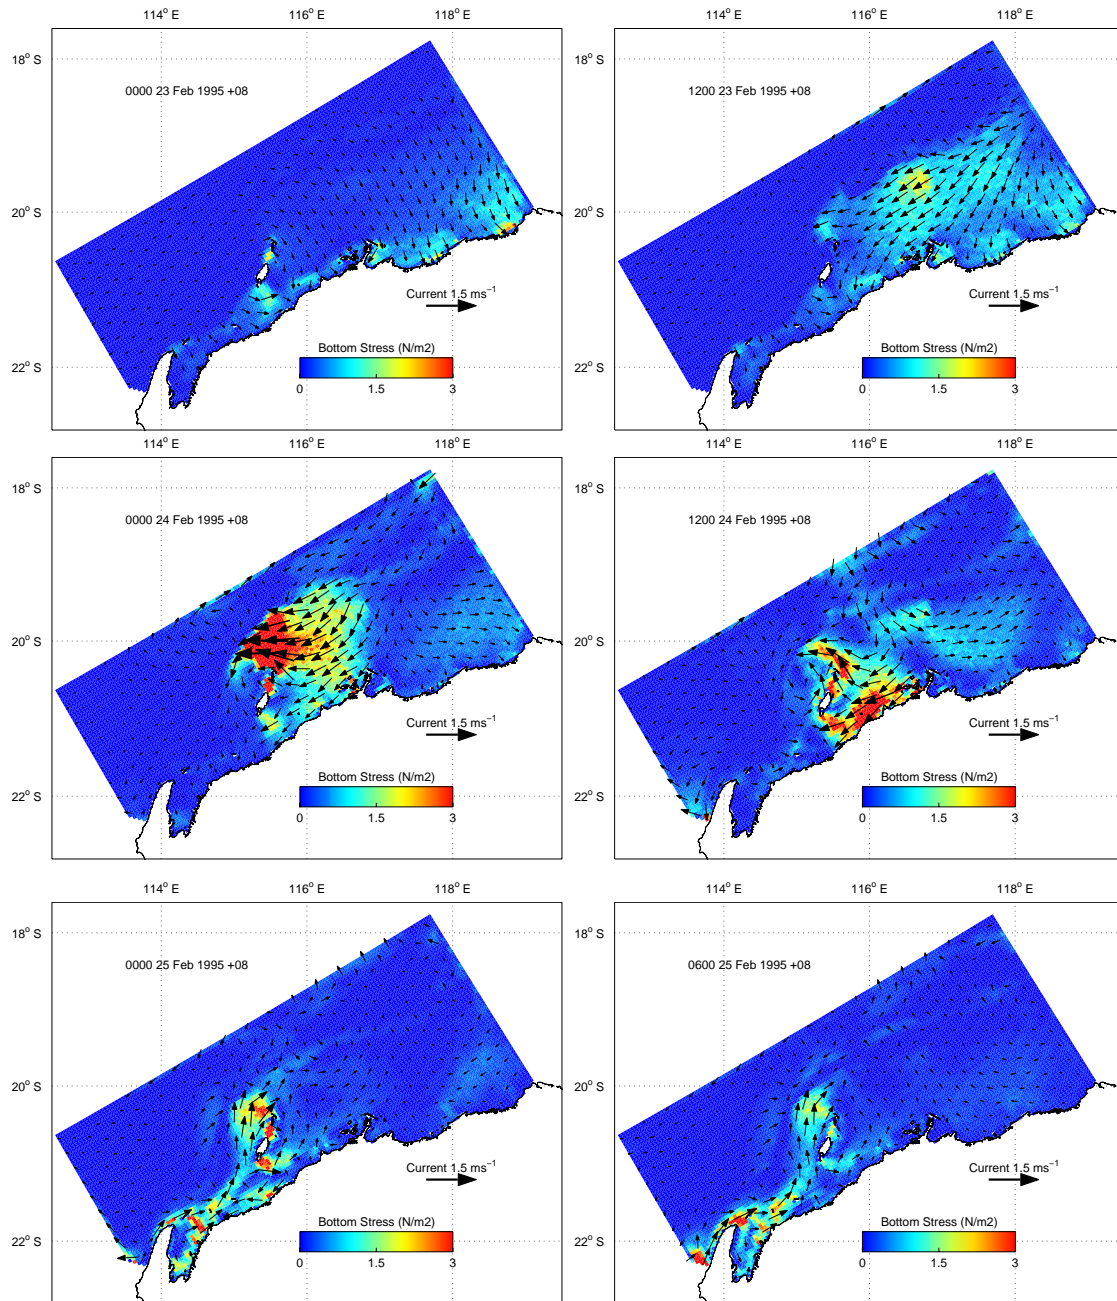 114° E 116° E 118° E
18° S
20° S
22° S
0000 23 Feb 1995 +08
Current 1.5 ms⁻¹
Bottom Stress (N/m2)
0 1.5 3
114° E 116° E 118° E
18° S
20° S
22° S
1200 23 Feb 1995 +08
Current 1.5 ms⁻¹
Bottom Stress (N/m2)
0 1.5 3
114° E 116° E 118° E
18° S
20° S
22° S
0000 24 Feb 1995 +08
Current 1.5 ms⁻¹
Bottom Stress (N/m2)
0 1.5 3
114° E 116° E 118° E
18° S
20° S
22° S
1200 24 Feb 1995 +08
Current 1.5 ms⁻¹
Bottom Stress (N/m2)
0 1.5 3
114° E 116° E 118° E
18° S
20° S
22° S
0000 25 Feb 1995 +08
Current 1.5 ms⁻¹
Bottom Stress (N/m2)
0 1.5 3
114° E 116° E 118° E
18° S
20° S
22° S
0600 25 Feb 1995 +08
Current 1.5 ms⁻¹
Bottom Stress (N/m2)
0 1.5 3